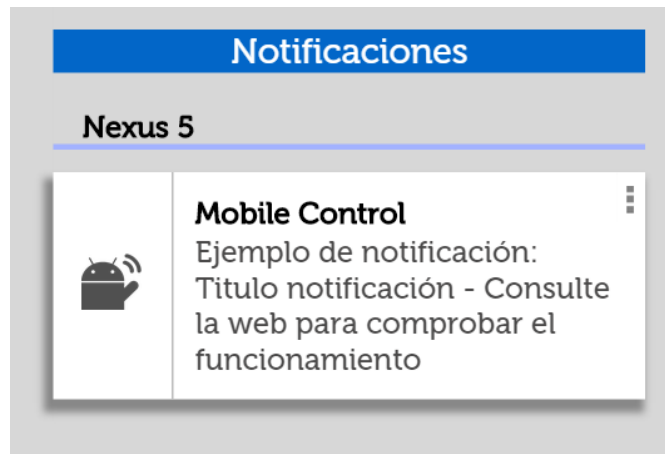 Notificaciones
Nexus 5
Mobile Control
Ejemplo de notificación:
Titulo notificación - Consulte
la web para comprobar el
funcionamiento